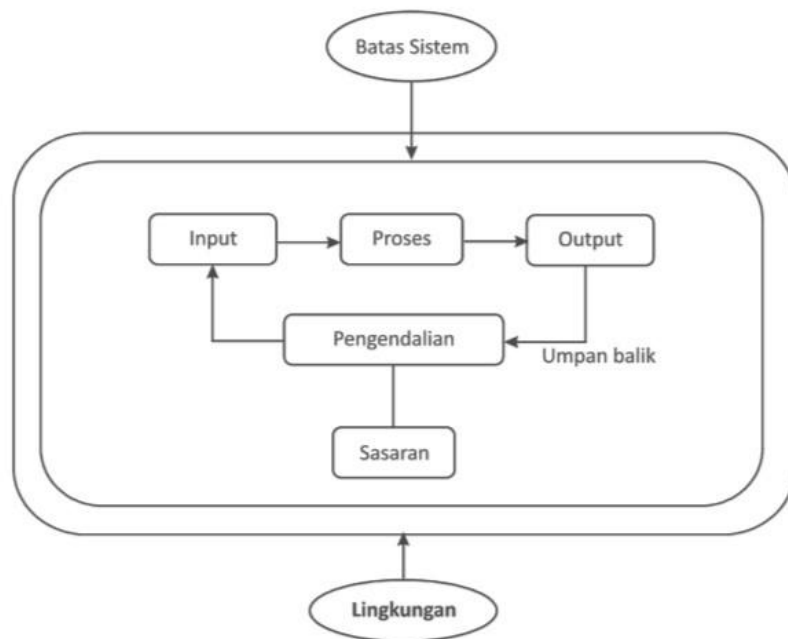 Batas Sistem
Input
Proses
Output
Pengendalian
Umpan balik
Sasaran
Lingkungan